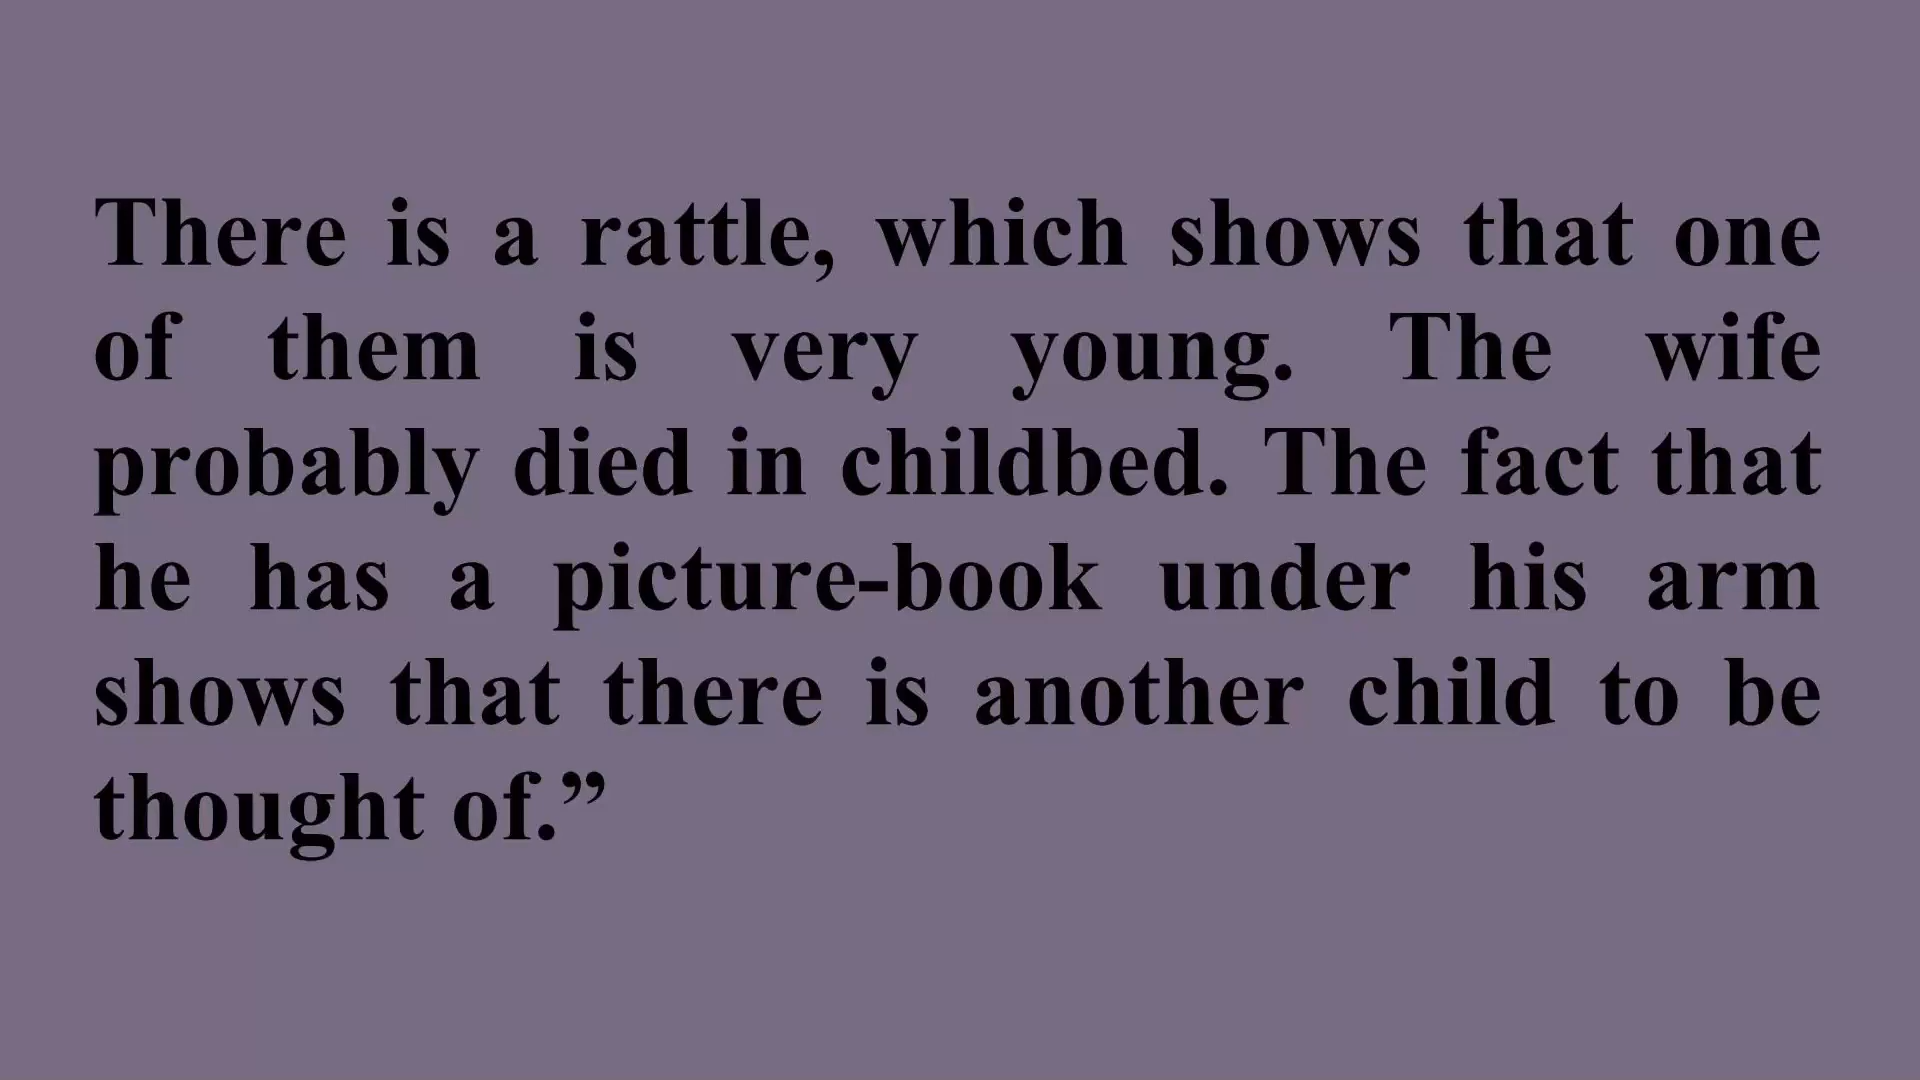 There is a rattle, which shows that one
of them is very young. The wife
probably died in childbed. The fact that
he has a picture-book under his arm
shows that there is another child to be
thought of.”